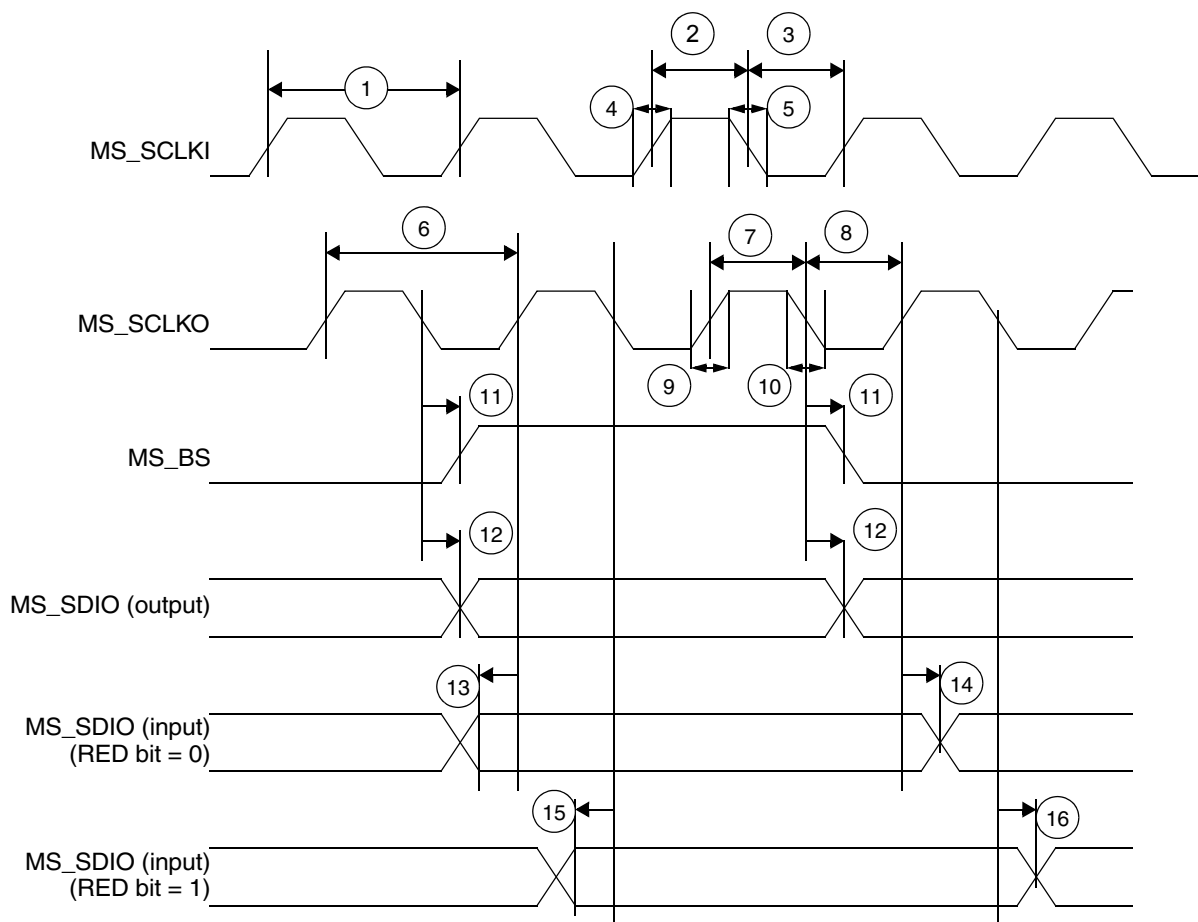 2
3
1
4
5
MS_SCLKI
6
7
8
MS_SCLKO
9
10
11
11
MS_BS
12
12
MS_SDIO (output)
13
14
MS_SDIO (input)
(RED bit = 0)
15
16
MS_SDIO (input)
(RED bit = 1)